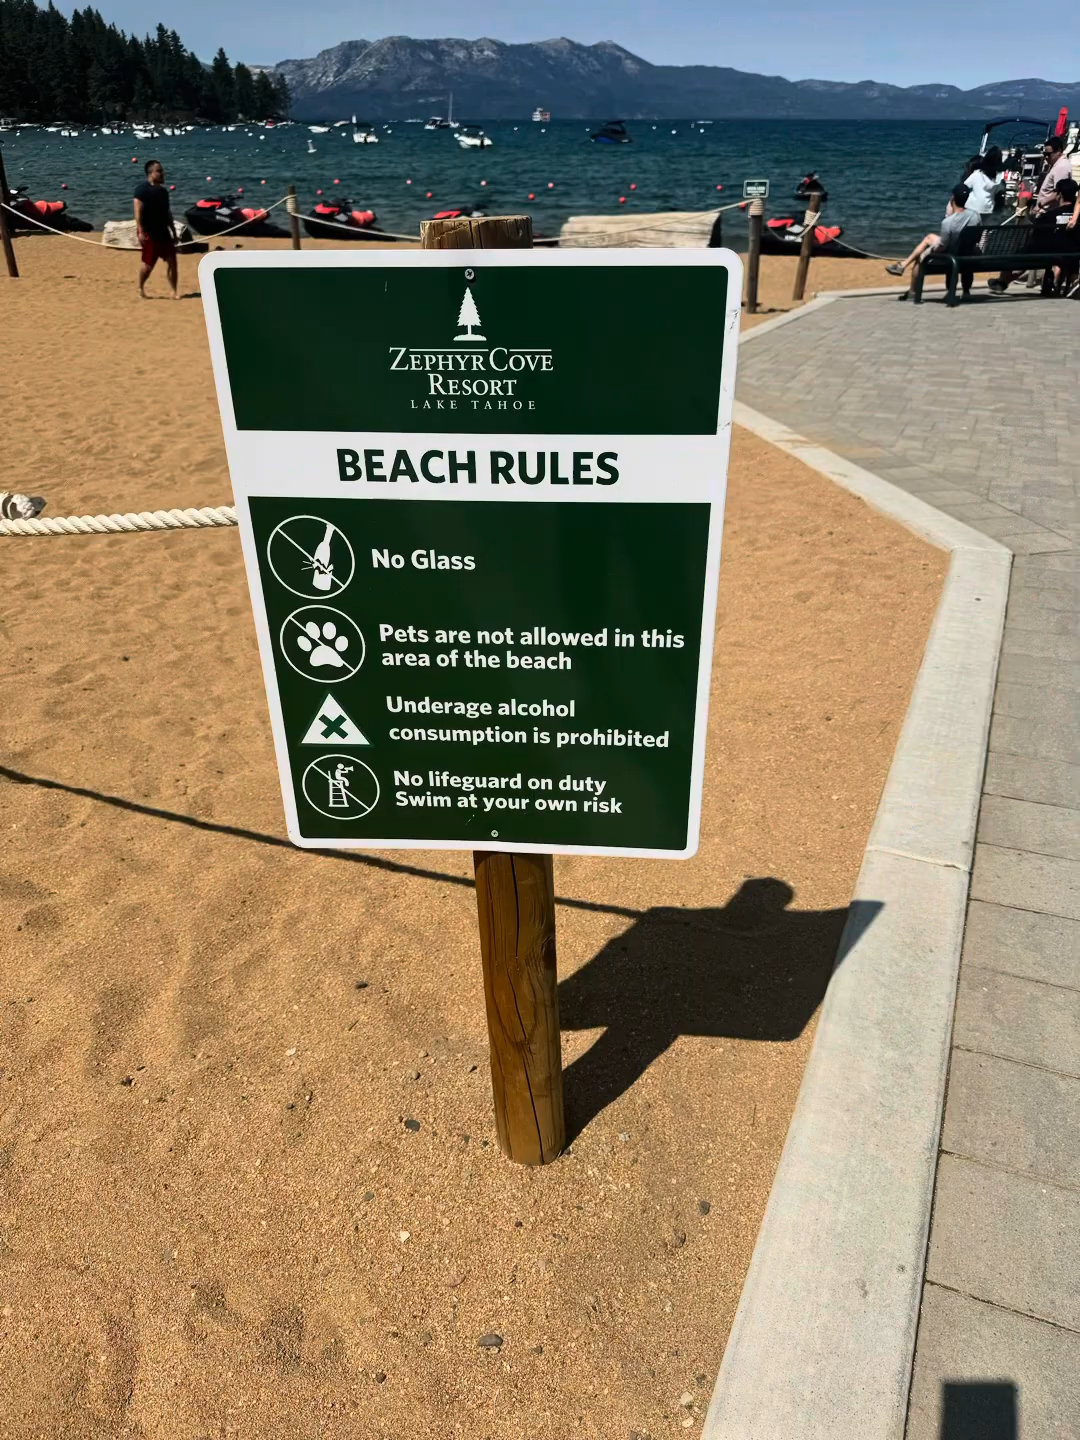 ZEPHYR COVE
RESORT
LAKE TAHOE
BEACH RULES
No Glass
Pets are not allowed in this
area of the beach
Underage alcohol
consumption is prohibited
No lifeguard on duty
Swim at your own risk